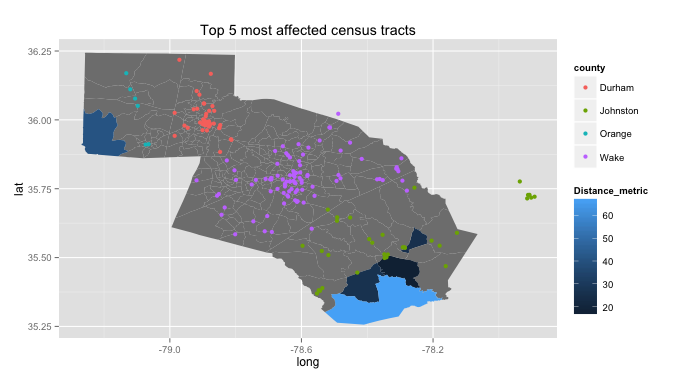 Top 5 most affected census tracts
36.25
36.00
35.75
35.50
35.25
lat
-79.0
-78.6
-78.2
long
county
Durham
Johnston
Orange
Wake
Distance_metric
60
50
40
30
20